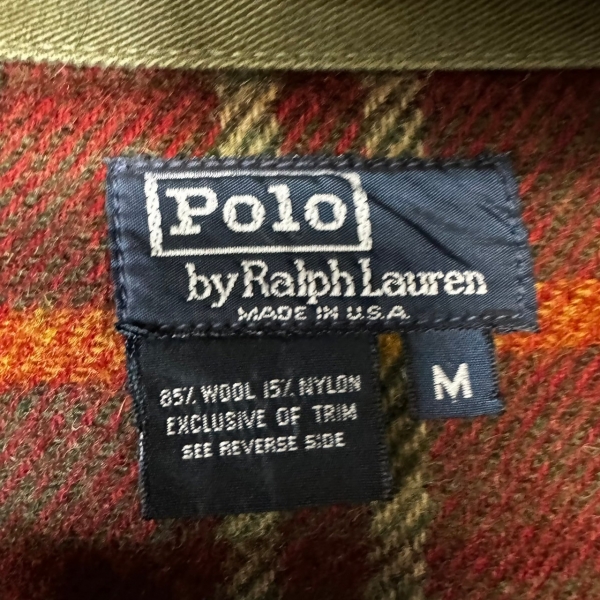 Polo
by Ralph Lauren
MADE IN U.S.A.
M
85% WOOL 15% NYLON
EXCLUSIVE OF TRIM
SEE REVERSE SIDE